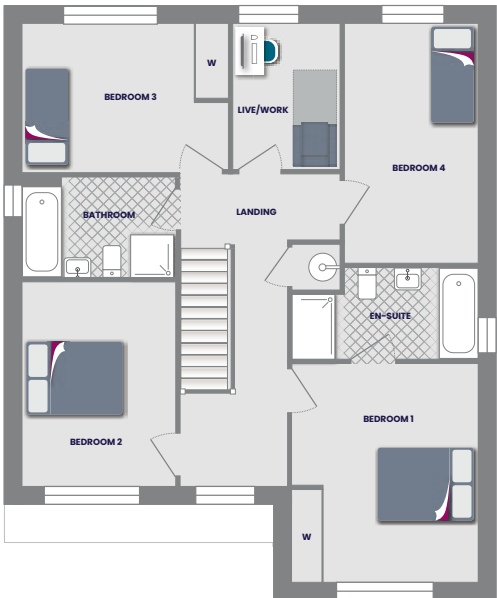 W
BEDROOM 3
LIVE/WORK
BEDROOM 4
BATHROOM
LANDING
EN-SUITE
BEDROOM 1
BEDROOM 2
W